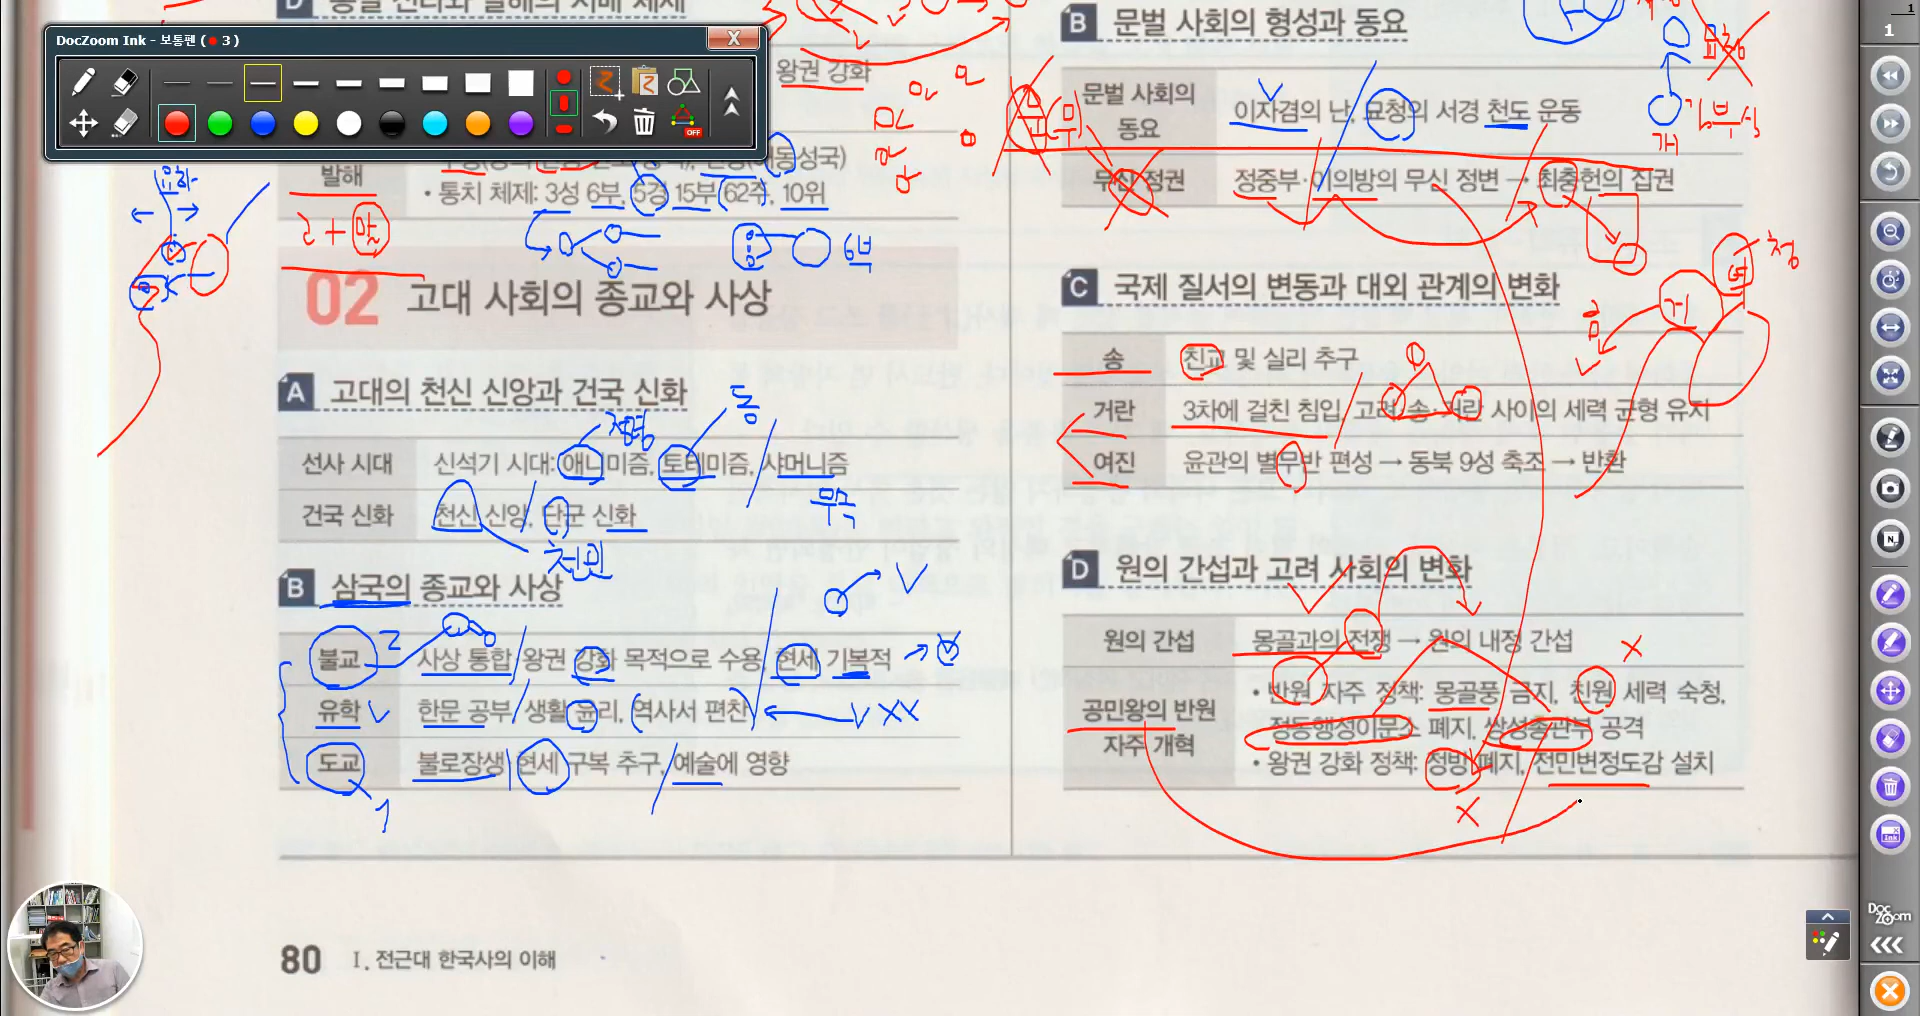 DocZoom Ink - 보통펜 ( 3 )
OFF
왕권 강화
발해
• 통치 체제: 3성 6부, 5경 15부 62주, 10위
6부
02 고대 사회의 종교와 사상
A 고대의 천신 신앙과 건국 신화
선사 시대 신석기 시대: 애니미즘, 토테미즘, 샤머니즘
건국 신화 천신 신앙, 단군 신화
B 삼국의 종교와 사상
불교 사상 통합, 왕권 강화 목적으로 수용, 현세 기복적
유학 한문 공부, 생활 윤리, 역사서 편찬
도교 불로장생, 현세 구복 추구, 예술에 영향
80 Ⅰ. 전근대 한국사의 이해
B 문벌 사회의 형성과 동요
문벌 사회의 동요 이자겸의 난, 묘청의 서경 천도 운동
무신 정권 정중부·이의방의 무신 정변 → 최충헌의 집권
C 국제 질서의 변동과 대외 관계의 변화
송 친교 및 실리 추구
거란 3차에 걸친 침입, 고려·송·거란 사이의 세력 균형 유지
여진 윤관의 별무반 편성 → 동북 9성 축조 → 반환
D 원의 간섭과 고려 사회의 변화
원의 간섭 몽골과의 전쟁 → 원의 내정 간섭
공민왕의 반원 자주 개혁
• 반원 자주 정책: 몽골풍 금지, 친원 세력 숙청,
정동행성이문소 폐지, 쌍성총관부 공격
• 왕권 강화 정책: 정방 폐지, 전민변정도감 설치
1
1
Doc Zoom